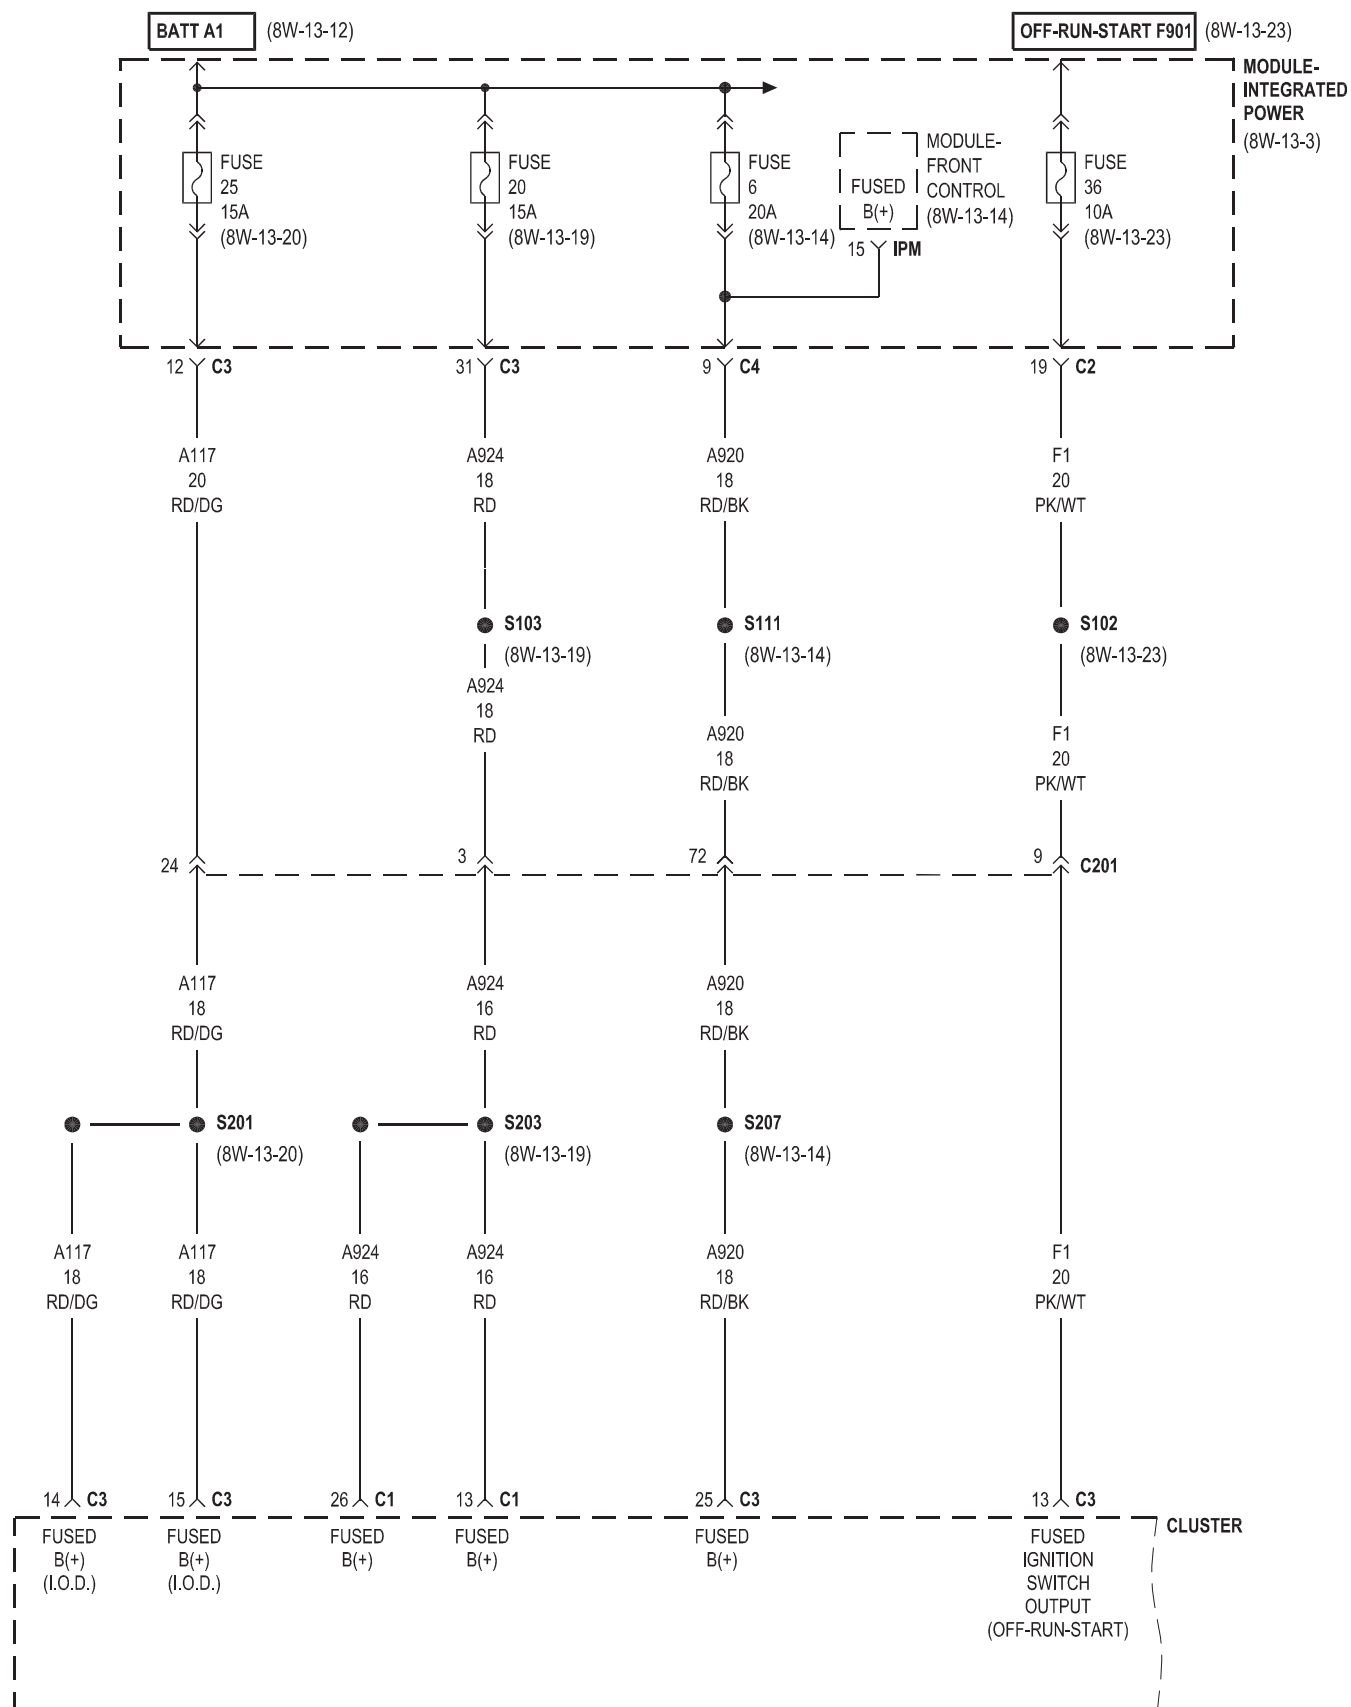 BATT A1 (8W-13-12)
OFF-RUN-START F901 (8W-13-23)
MODULE-
INTEGRATED
POWER
(8W-13-3)
FUSE
25
15A
(8W-13-20)
FUSE
20
15A
(8W-13-19)
FUSE
6
20A
(8W-13-14)
FUSED
B(+)
MODULE-
FRONT
CONTROL
(8W-13-14)
15 IPM
FUSE
36
10A
(8W-13-23)
12 C3
31 C3
9 C4
19 C2
A117
20
RD/DG
A924
18
RD
A920
18
RD/BK
F1
20
PK/WT
S103
(8W-13-19)
S111
(8W-13-14)
S102
(8W-13-23)
A924
18
RD
A920
18
RD/BK
F1
20
PK/WT
24
3
72
9
C201
A117
18
RD/DG
A924
16
RD
A920
18
RD/BK
S201
(8W-13-20)
S203
(8W-13-19)
S207
(8W-13-14)
A117
18
RD/DG
A117
18
RD/DG
A924
16
RD
A924
16
RD
A920
18
RD/BK
F1
20
PK/WT
14 C3
15 C3
26 C1
13 C1
25 C3
13 C3
CLUSTER
FUSED
B(+)
(I.O.D.)
FUSED
B(+)
(I.O.D.)
FUSED
B(+)
FUSED
B(+)
FUSED
B(+)
FUSED
IGNITION
SWITCH
OUTPUT
(OFF-RUN-START)